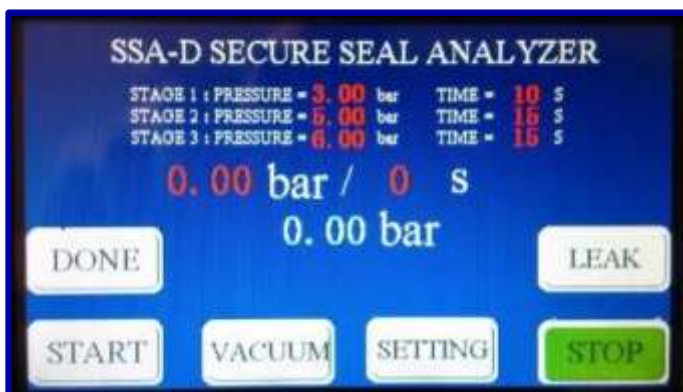 SSA-D SECURE SEAL ANALYZER
STAGE 1 : PRESSURE = 3.00 bar TIME = 10 S
STAGE 2 : PRESSURE = 5.00 bar TIME = 15 S
STAGE 3 : PRESSURE = 6.00 bar TIME = 15 S
0.00 bar / 0 S
0.00 bar
DONE LEAK
START VACUUM SETTING STOP